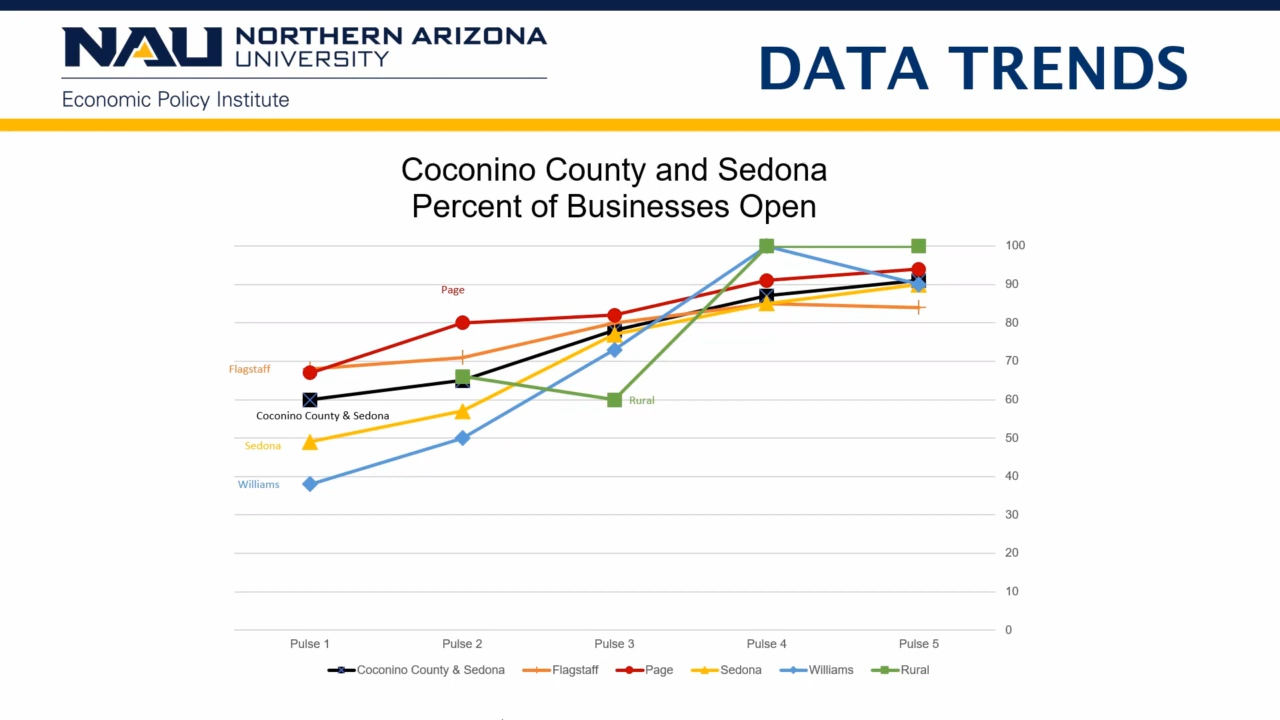 NAU NORTHERN ARIZONA
UNIVERSITY
Economic Policy Institute
DATA TRENDS
Coconino County and Sedona
Percent of Businesses Open
100
90
80
70
60
50
40
30
20
10
0
Page
Flagstaff
Coconino County & Sedona
Rural
Sedona
Williams
Pulse 1 Pulse 2 Pulse 3 Pulse 4 Pulse 5
Coconino County & Sedona Flagstaff Page Sedona Williams Rural